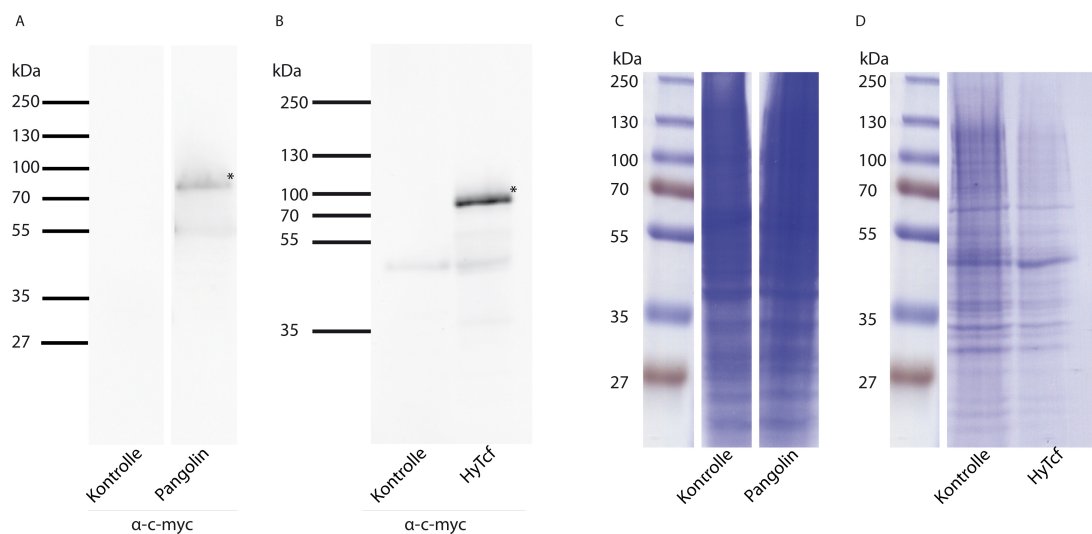 A
kDa
250
130
100
70
55
35
27
*
Kontrolle
Pangolin
α-c-myc
B
kDa
250
130
100
70
55
35
*
Kontrolle
HyTcf
α-c-myc
C
kDa
250
130
100
70
55
35
27
Kontrolle
Pangolin
D
kDa
250
130
100
70
55
35
27
Kontrolle
HyTcf